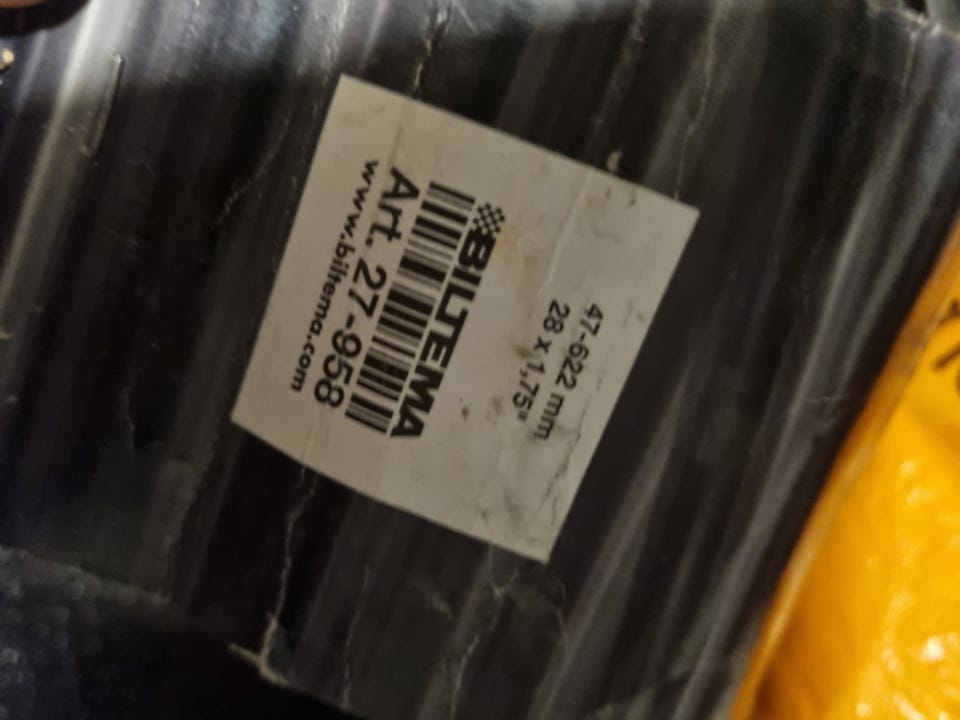 47-622 mm
28 x 1,75"
BILTEMA
Art. 27-958
www.biltema.com